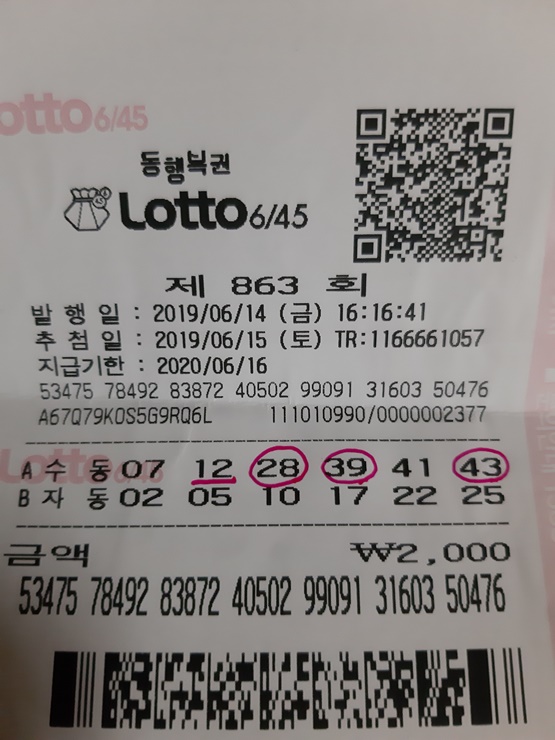 otto 6/45
동행복권
Lotto 6/45
제 863 회
발 행 일 : 2019/06/14 (금) 16:16:41
추 첨 일 : 2019/06/15 (토) TR:1166661057
지급기한 : 2020/06/16
53475 78492 83872 40502 99091 31603 50476
A67Q79K0S5G9RQ6L 111010990/0000002377
A 수 동 07 12 28 39 41 43
B 자 동 02 05 10 17 22 25
금액 ₩2,000
53475 78492 83872 40502 99091 31603 50476